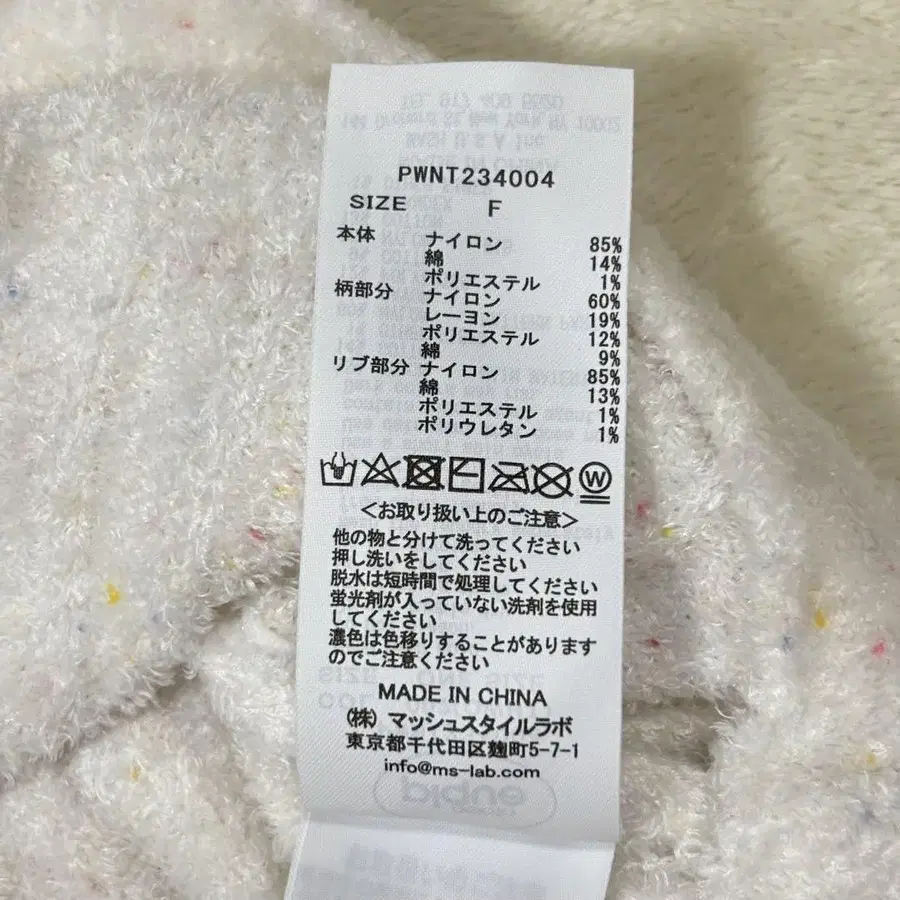 PWNT234004
SIZE F
本体 ナイロン 85%
綿 14%
ポリエステル 1%
柄部分 ナイロン 60%
レーヨン 19%
ポリエステル 12%
綿 9%
リブ部分 ナイロン 85%
綿 13%
ポリエステル 1%
ポリウレタン 1%
W
<お取り扱い上のご注意>
他の物と分けて洗ってください
押し洗いをしてください
脱水は短時間で処理してください
蛍光剤が入っていない洗剤を使用
してください
濃色は色移りすることがあります
のでご注意ください
MADE IN CHINA
(株) マッシュスタイルラボ
東京都千代田区麹町5-7-1
info@ms-lab.com